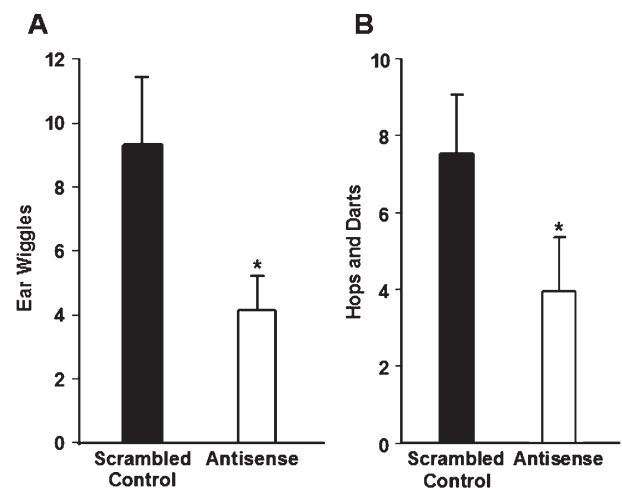 A
12
10
8
6
4
2
0
Ear Wiggles
*
Scrambled Control
Antisense
B
10
8
6
4
2
0
Hops and Darts
*
Scrambled Control
Antisense